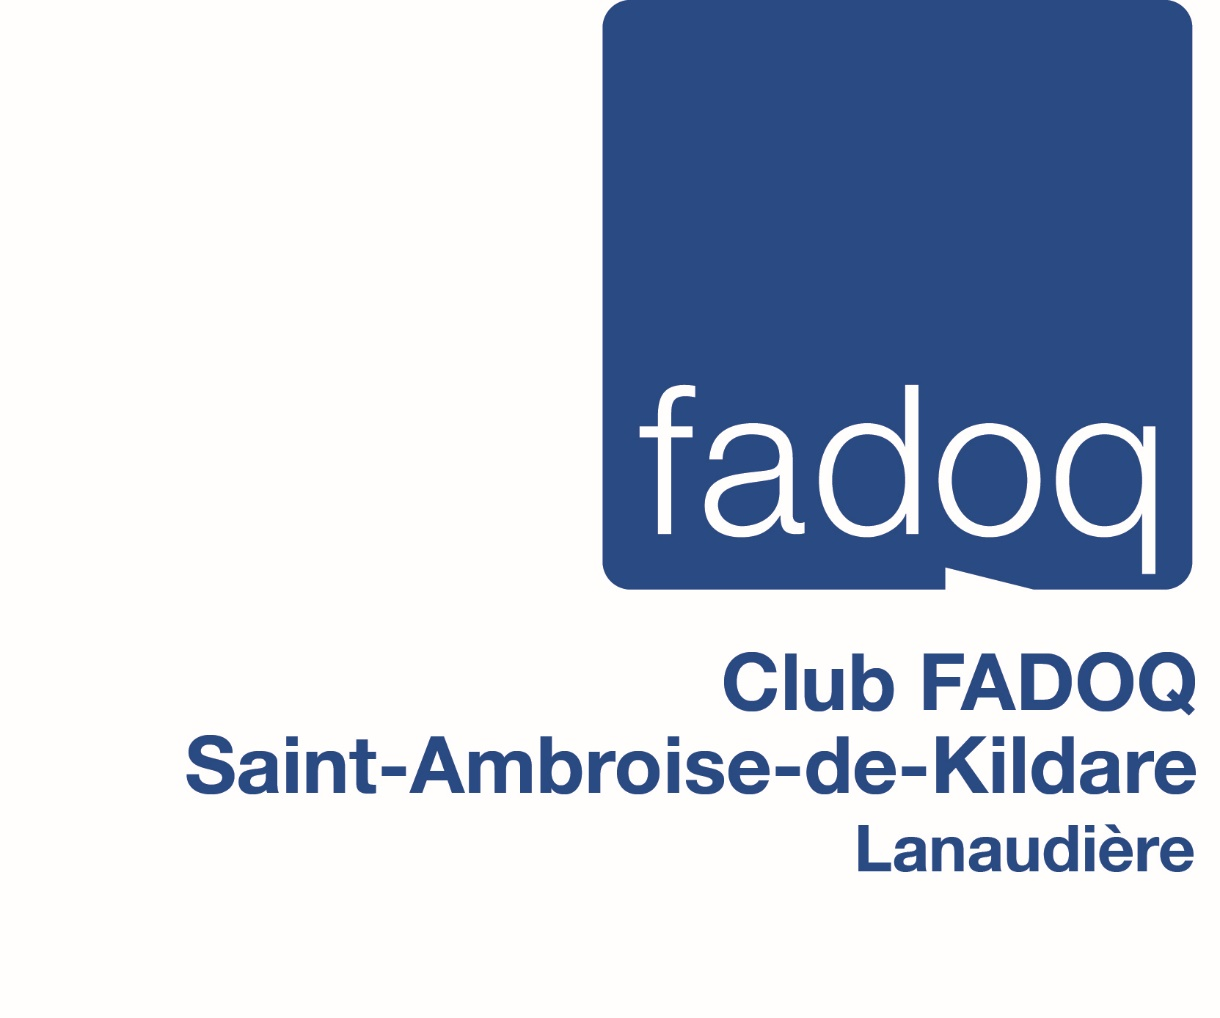 fadoq
Club FADOQ
Saint-Ambroise-de-Kildare
Lanaudière